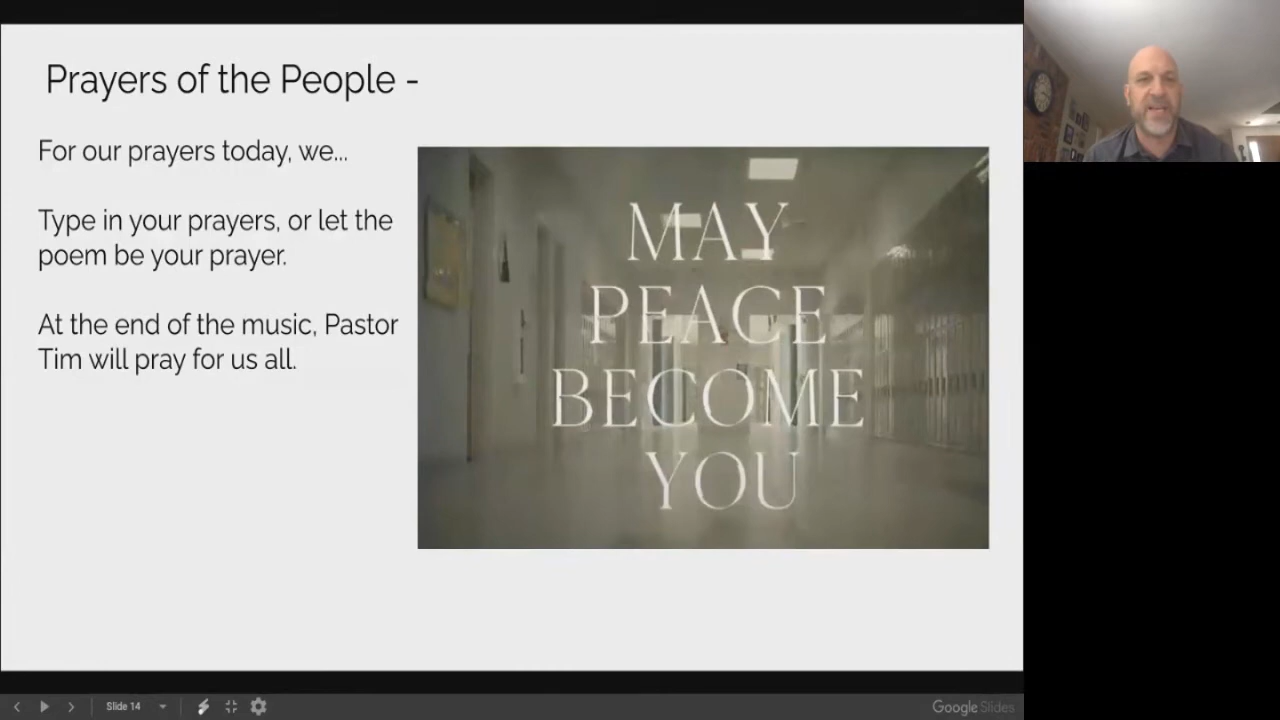 Prayers of the People -
For our prayers today, we...
Type in your prayers, or let the
poem be your prayer.
At the end of the music, Pastor
Tim will pray for us all.
MAY
PEACE
BECOME
YOU
Slide 14
Google Slides